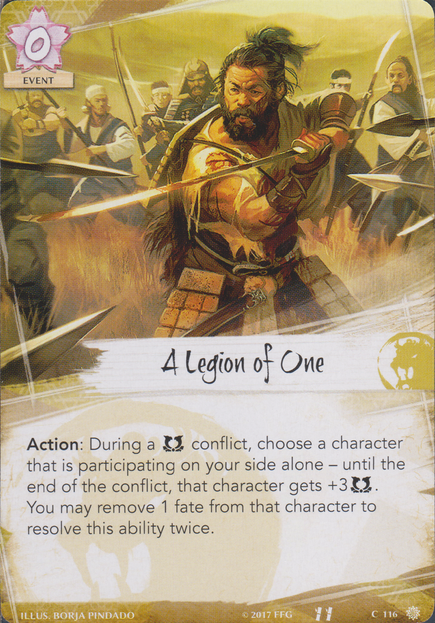 0
EVENT
A Legion of One
Action: During a conflict, choose a character
that is participating on your side alone – until the
end of the conflict, that character gets +3.
You may remove 1 fate from that character to
resolve this ability twice.
ILLUS. BORJA PINDADO © 2017 FFG C 116